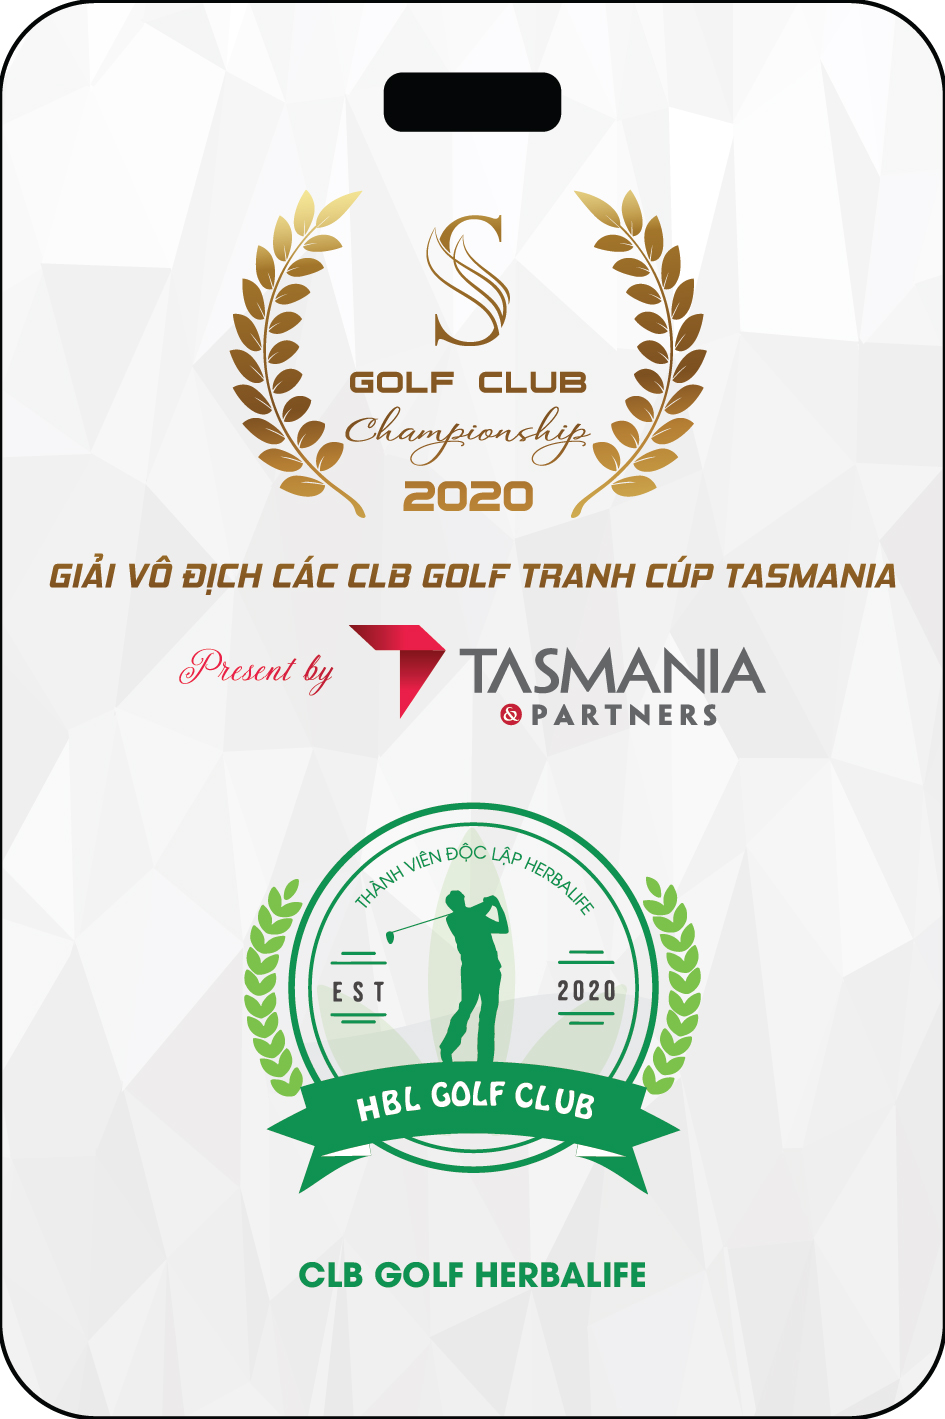 S
GOLF CLUB
Championship
2020
GIẢI VÔ ĐỊCH CÁC CLB GOLF TRANH CÚP TASMANIA
Present by
TASMANIA
& PARTNERS
THÀNH VIÊN ĐỘC LẬP HERBALIFE
EST 2020
HBL GOLF CLUB
CLB GOLF HERBALIFE